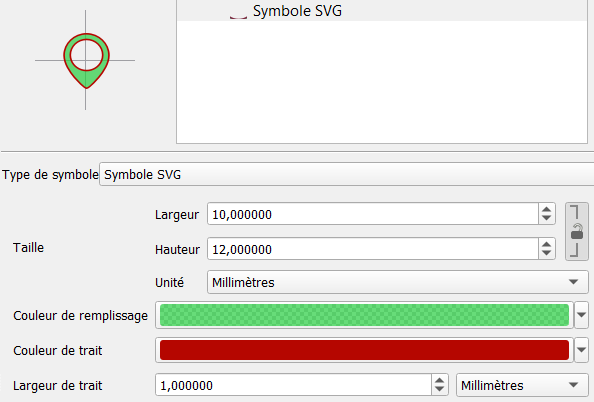 Symbole SVG
Type de symbole Symbole SVG
Largeur 10,000000
Taille
Hauteur 12,000000
Unité Millimètres
Couleur de remplissage
Couleur de trait
Largeur de trait 1,000000 Millimètres